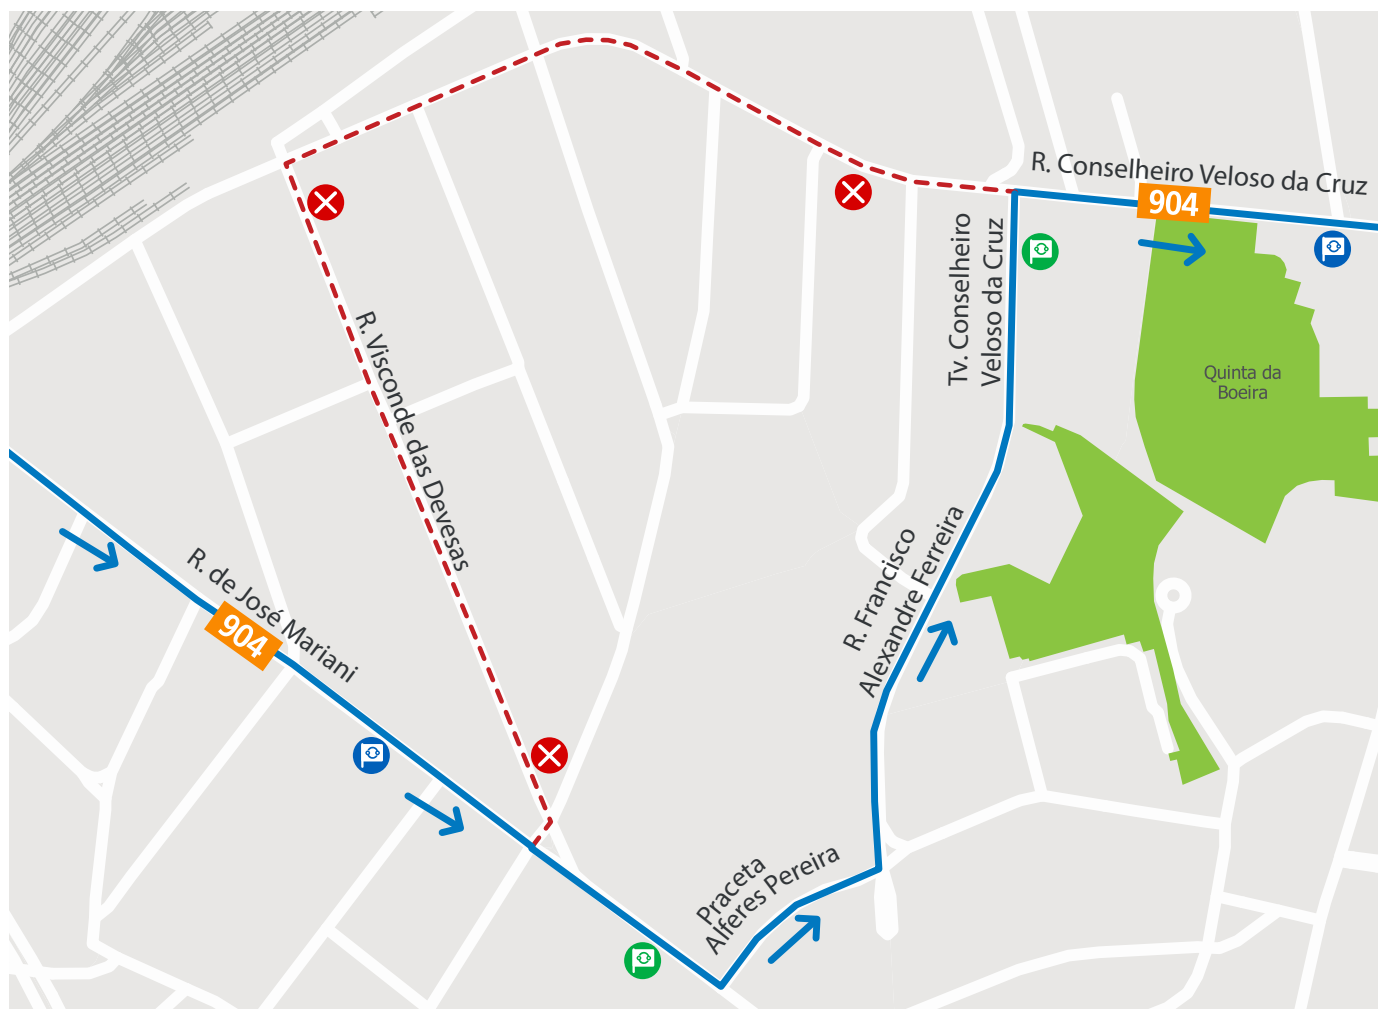 R. Conselheiro Veloso da Cruz
904
Tv. Conselheiro
Veloso da Cruz
Quinta da
Boeira
R. Visconde das Devesas
R. Francisco
Alexandre Ferreira
R. de José Mariani
904
Praceta
Alferes Pereira